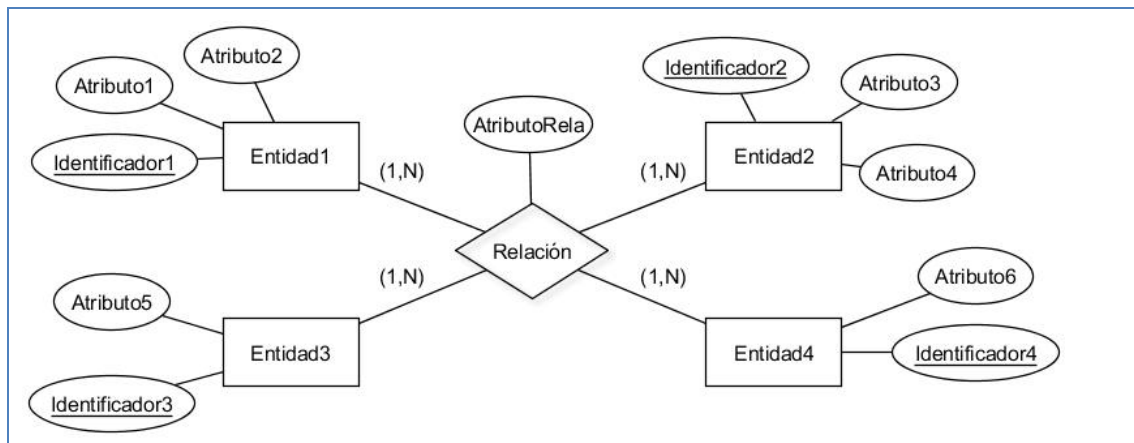 Atributo2
Atributo1
Identificador1
Entidad1
(1,N)
AtributoRela
Identificador2
Atributo3
Entidad2
Atributo4
(1,N)
Relación
Atributo5
Entidad3
Identificador3
(1,N)
(1,N)
Atributo6
Entidad4
Identificador4